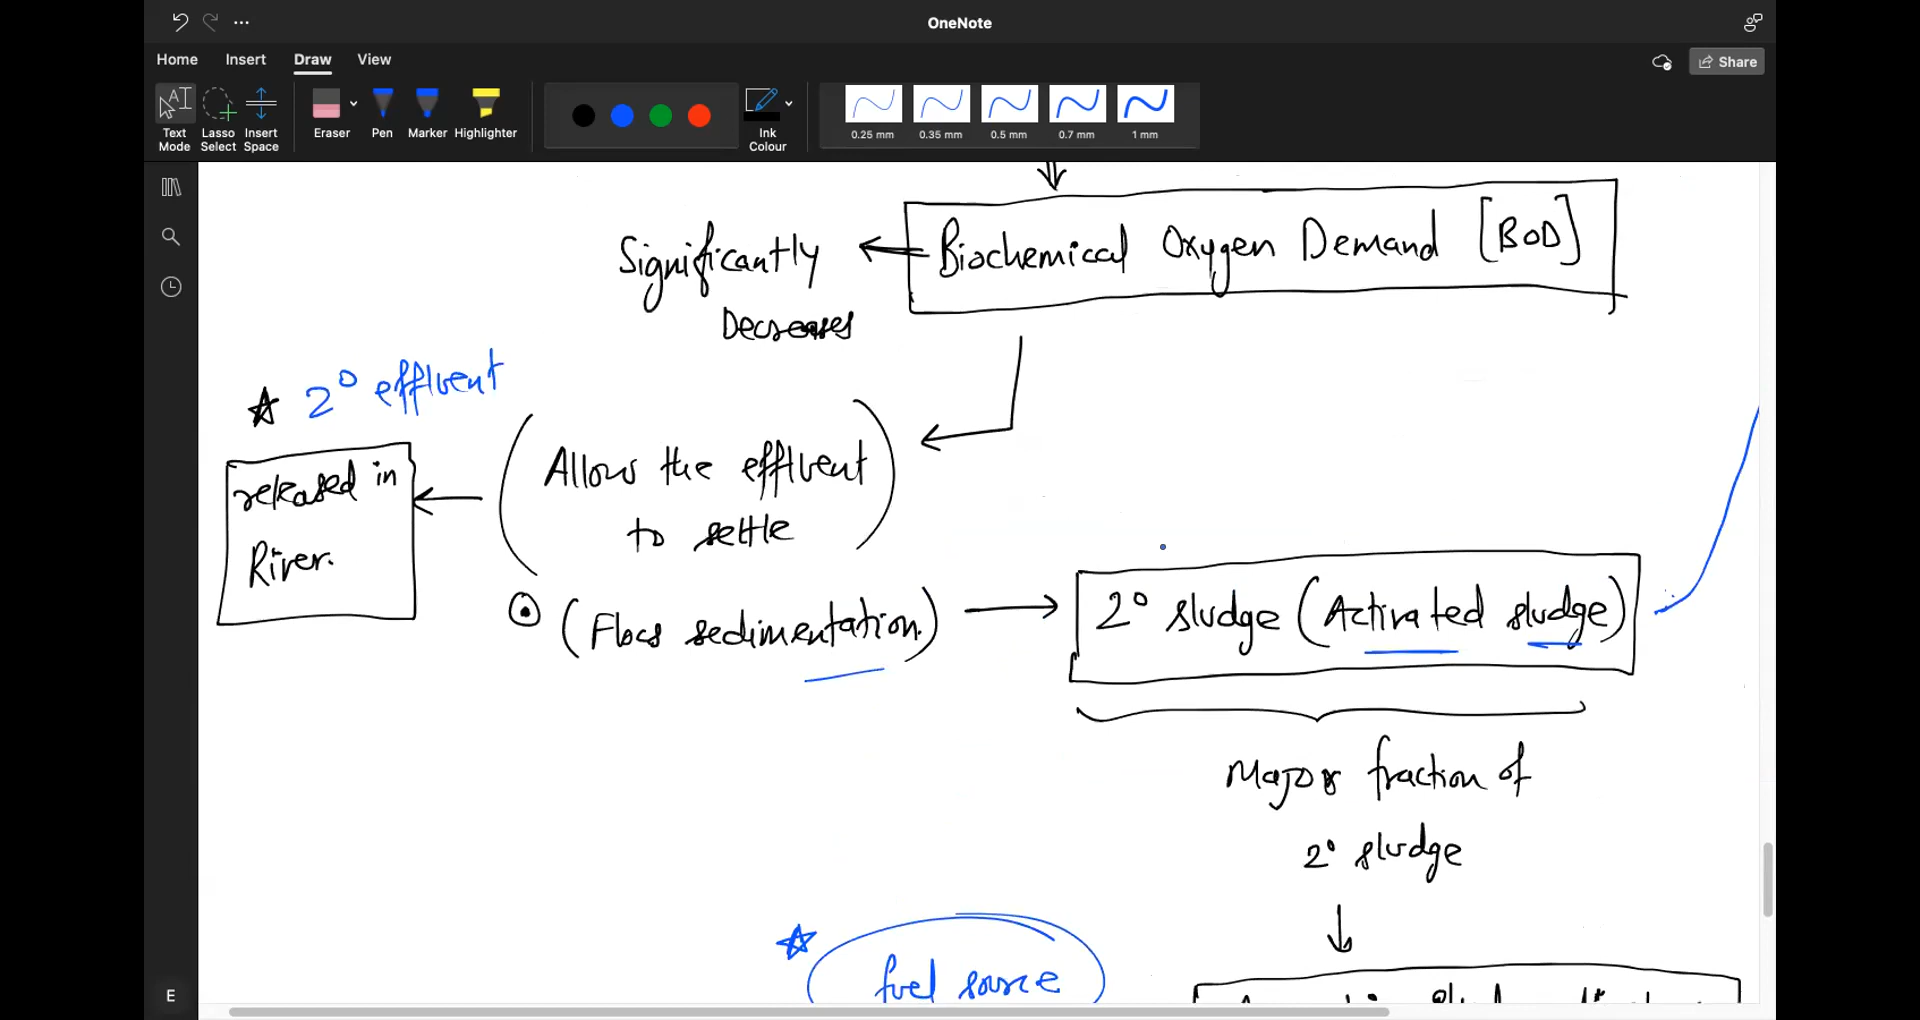 OneNote
Home Insert Draw View
Share
Text Mode
Lasso Select
Insert Space
Eraser
Pen
Marker
Highlighter
Ink Colour
0.25 mm 0.35 mm 0.5 mm 0.7 mm 1 mm
Biochemical Oxygen Demand [BOD]
Significantly
Decreases
2° effluent
released in
River.
(Allows the effluent
to settle)
(Flocs sedimentation.)
2° sludge (Activated sludge)
Major fraction of
2° sludge
fuel source
E